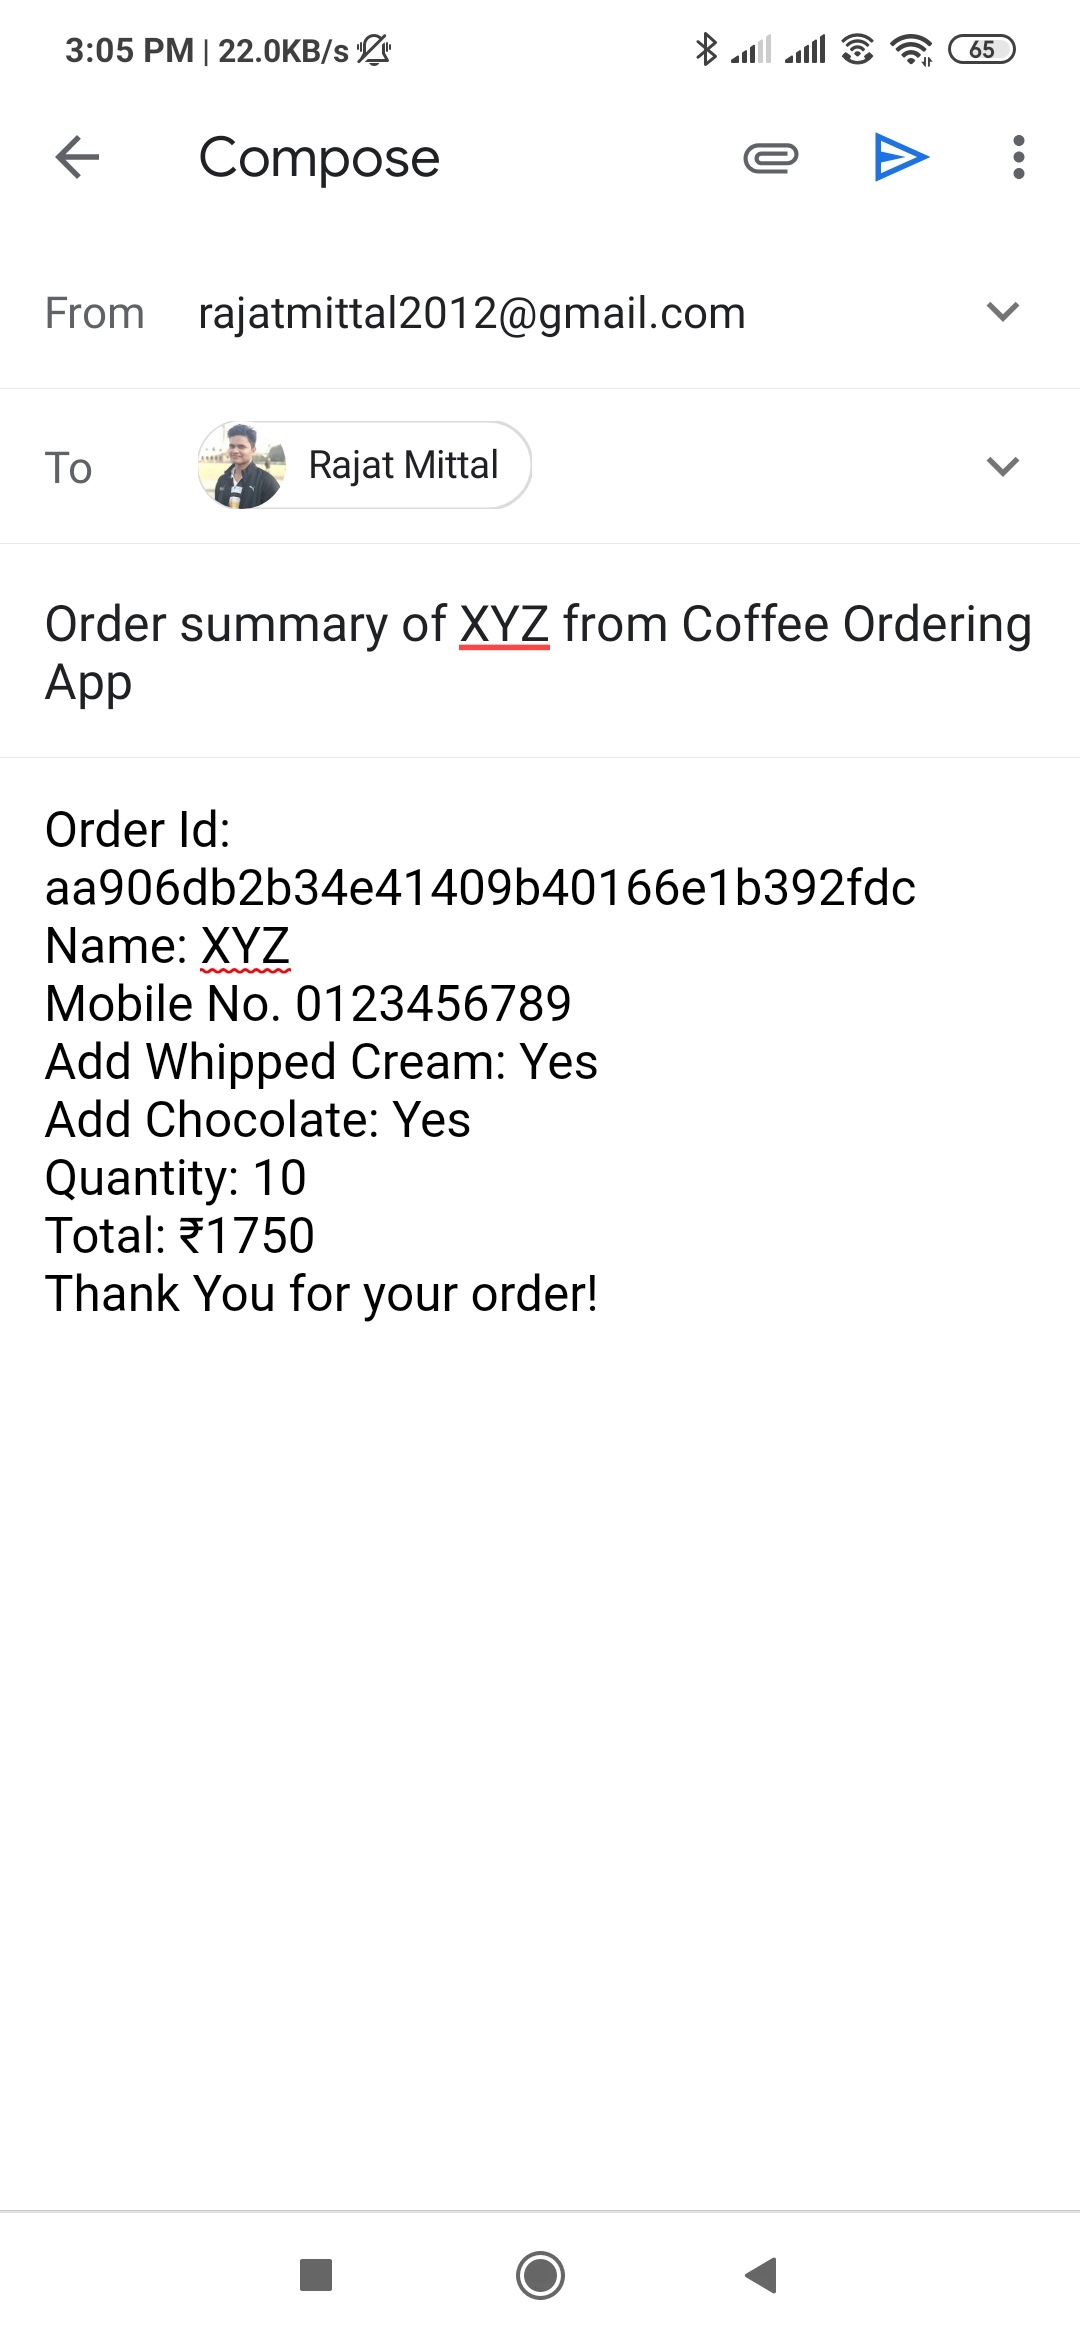 3:05 PM | 22.0KB/s
65
Compose
From rajatmittal2012@gmail.com
To Rajat Mittal
Order summary of XYZ from Coffee Ordering
App
Order Id:
aa906db2b34e41409b40166e1b392fdc
Name: XYZ
Mobile No. 0123456789
Add Whipped Cream: Yes
Add Chocolate: Yes
Quantity: 10
Total: ₹1750
Thank You for your order!